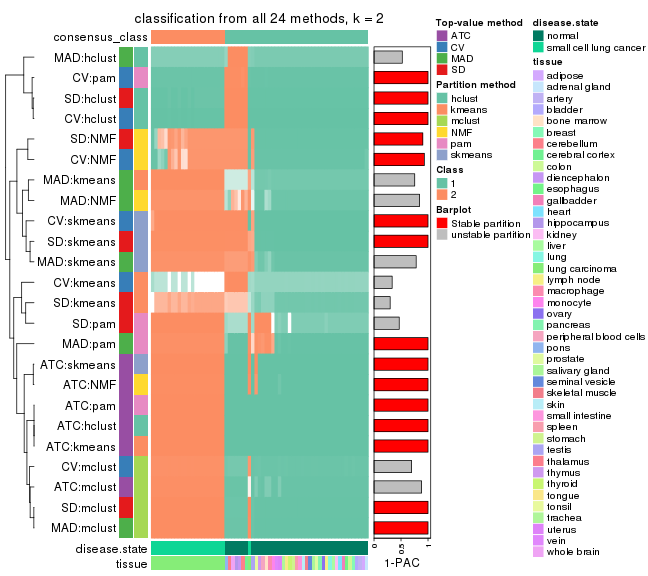 classification from all 24 methods, k = 2
consensus_class
MAD:hclust
CV:pam
SD:hclust
CV:hclust
SD:NMF
CV:NMF
MAD:kmeans
MAD:NMF
CV:skmeans
SD:skmeans
MAD:skmeans
CV:kmeans
SD:kmeans
SD:pam
MAD:pam
ATC:skmeans
ATC:NMF
ATC:pam
ATC:hclust
ATC:kmeans
CV:mclust
ATC:mclust
SD:mclust
MAD:mclust
disease.state
tissue
0
0.5
1
1-PAC
Top-value method
ATC
CV
MAD
SD
Partition method
hclust
kmeans
mclust
NMF
pam
skmeans
Class
1
2
Barplot
Stable partition
unstable partition
disease.state
normal
small cell lung cancer
tissue
adipose
adrenal gland
artery
bladder
bone marrow
breast
cerebellum
cerebral cortex
colon
diencephalon
esophagus
gallbladder
heart
hippocampus
kidney
liver
lung
lung carcinoma
lymph node
macrophage
monocyte
ovary
pancreas
peripheral blood cells
pons
prostate
salivary gland
seminal vesicle
skeletal muscle
skin
small intestine
spleen
stomach
testis
thalamus
thymus
thyroid
tongue
tonsil
trachea
uterus
vein
whole brain